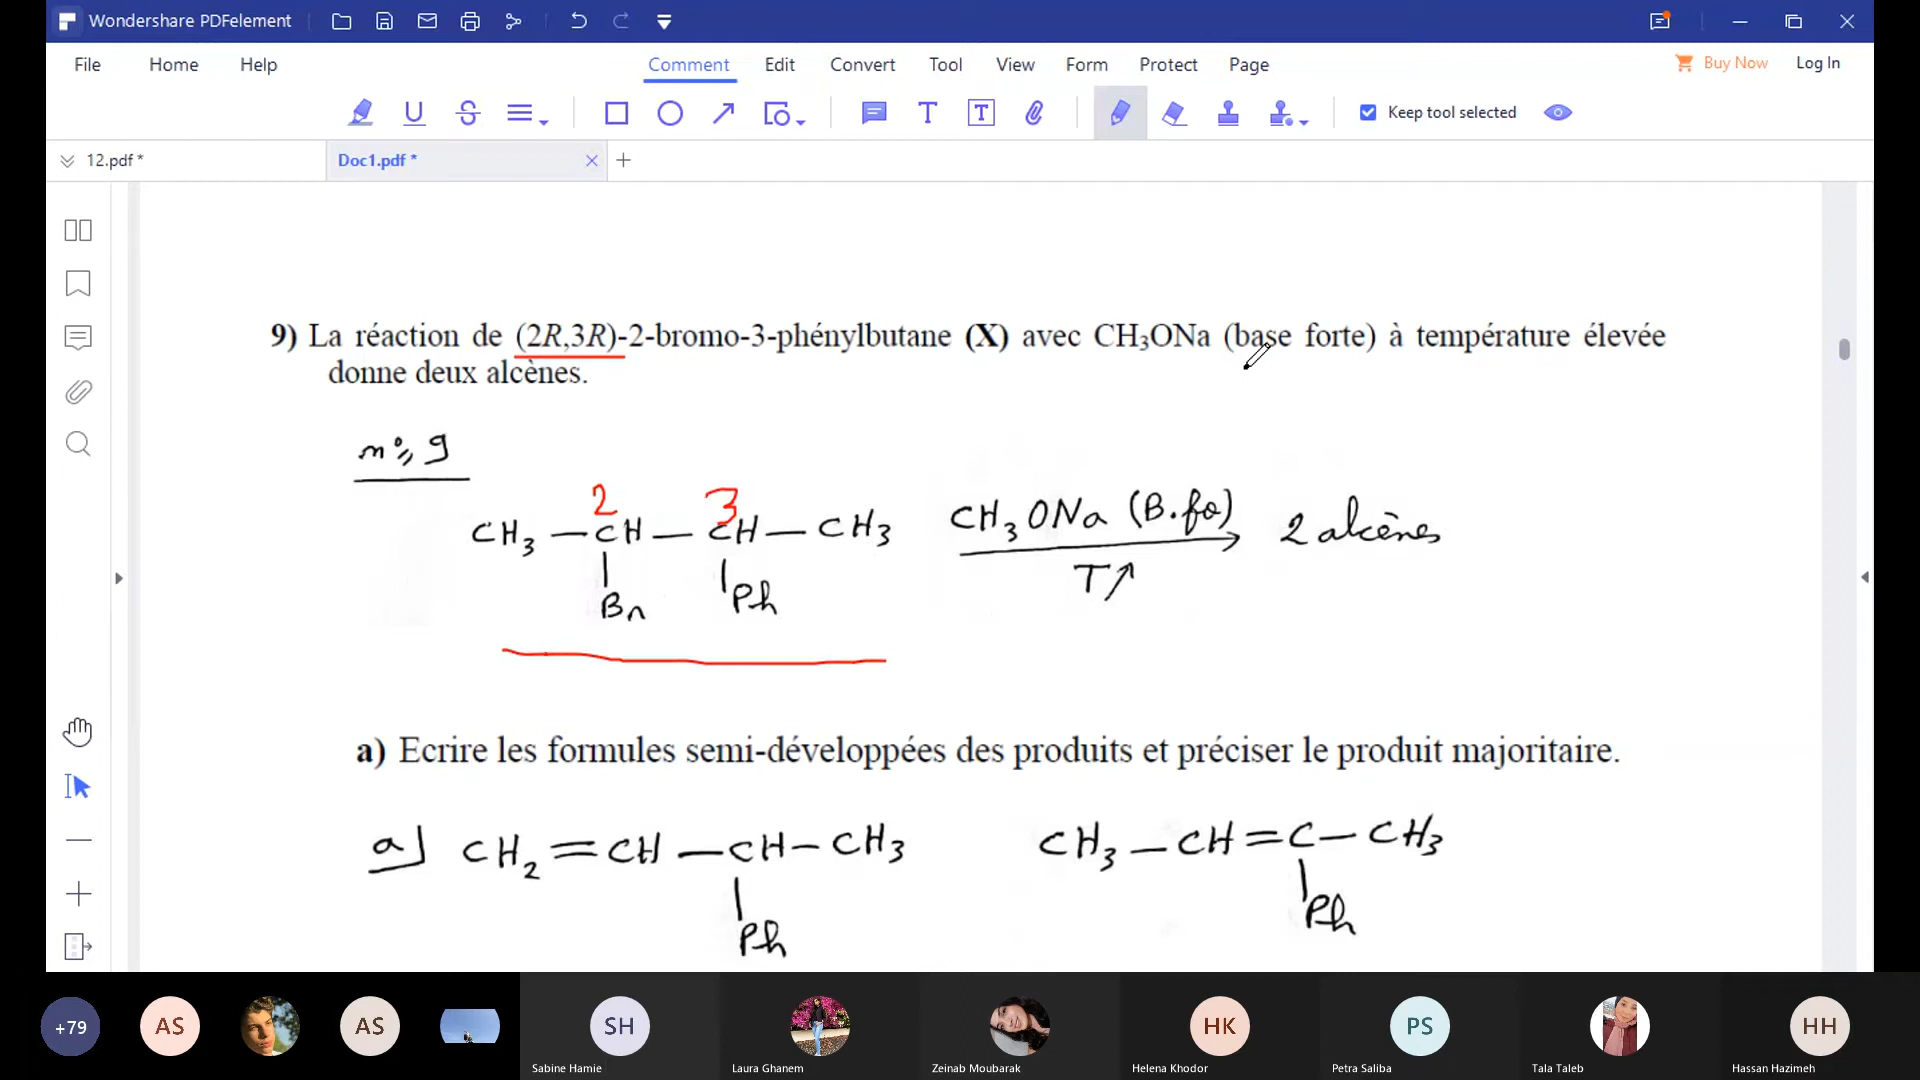 Wondershare PDFelement
File Home Help Comment Edit Convert Tool View Form Protect Page Buy Now Log In
Keep tool selected
12.pdf * Doc1.pdf *
9) La réaction de (2R,3R)-2-bromo-3-phénylbutane (X) avec CH₃ONa (base forte) à température élevée
donne deux alcènes.
n° 9
2 3
CH₃ — CH — CH — CH₃ CH₃ONa (B.fo) 2 alcènes
Br Ph T↗
a) Ecrire les formules semi-développées des produits et préciser le produit majoritaire.
a) CH₂ = CH — CH — CH₃ CH₃ — CH = C — CH₃
Ph Ph
+79 AS AS SH HK PS HH
Sabine Hamie Laura Ghanem Zeinab Moubarak Helena Khodor Petra Saliba Tala Taleb Hassan Hazimeh